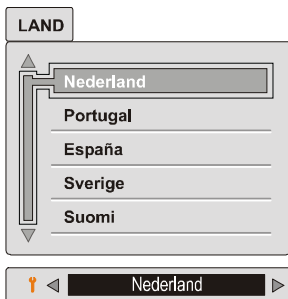 LAND
Nederland
Portugal
España
Sverige
Suomi
Nederland